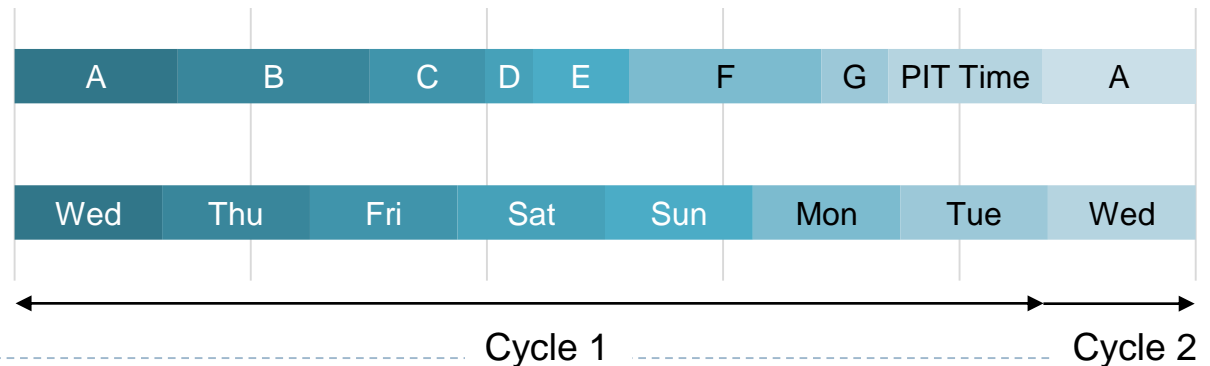 A B C D E F G PIT Time A
Wed Thu Fri Sat Sun Mon Tue Wed
Cycle 1 Cycle 2